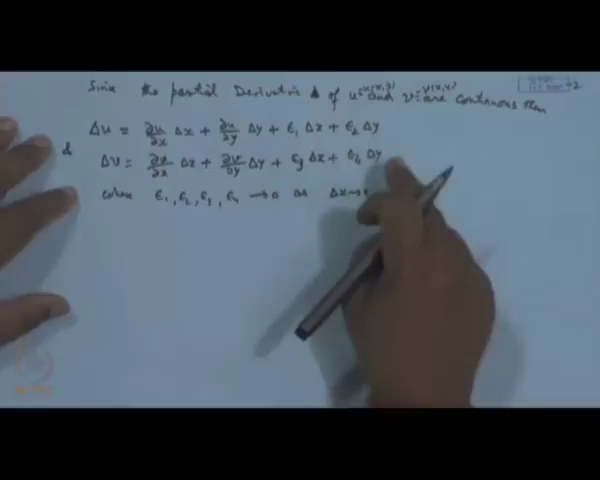 Since the partial Derivative s of u=u(x,y) and v=v(x,y) are continuous then
Δu = ∂u/∂x Δx + ∂u/∂y Δy + ε₁ Δx + ε₂ Δy
& Δv = ∂v/∂x Δx + ∂v/∂y Δy + ε₃ Δx + ε₄ Δy
where ε₁, ε₂, ε₃, ε₄ → 0 as Δx→